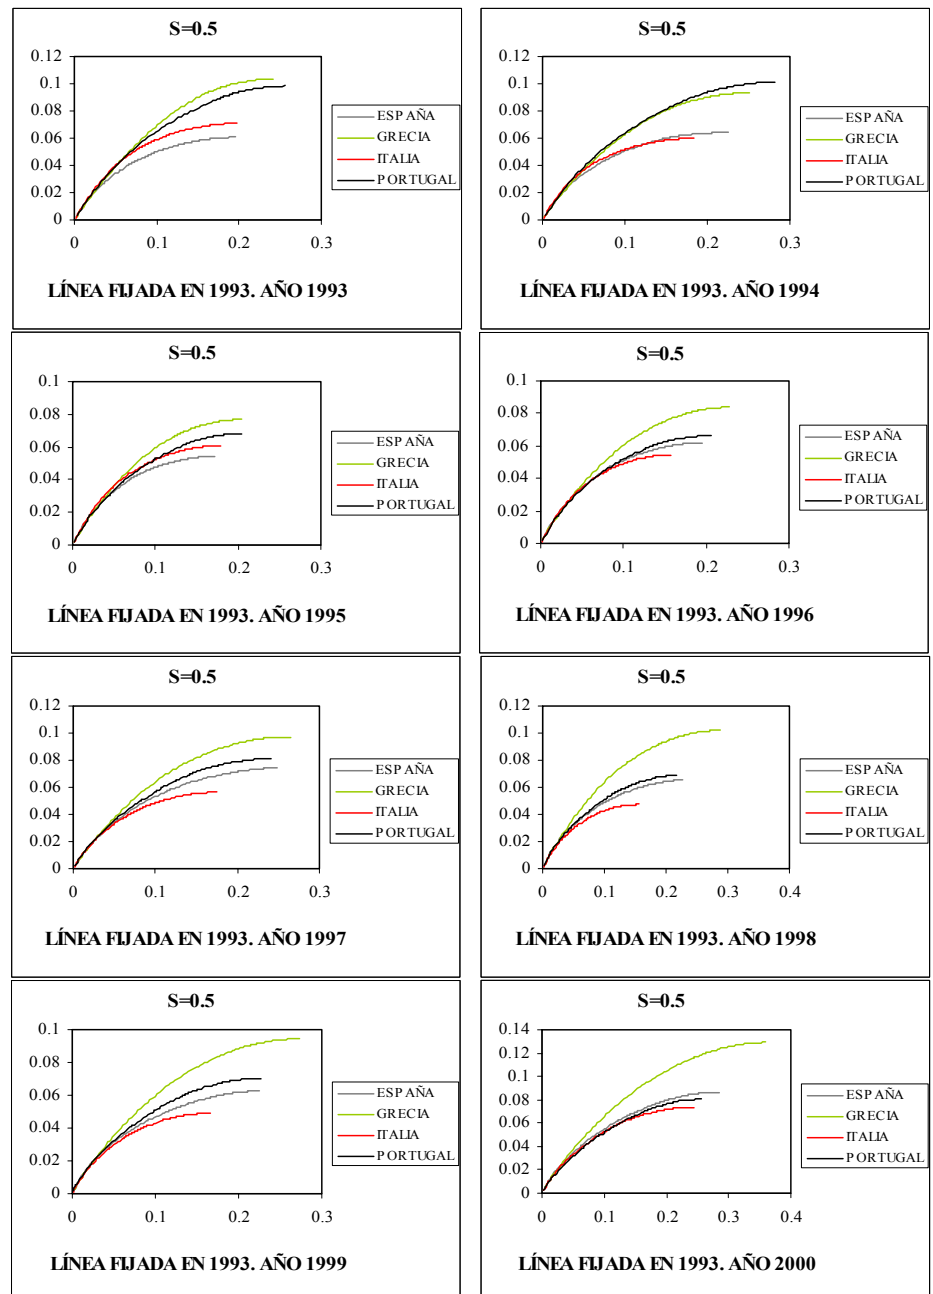 S=0.5
0.12
0.1
0.08
0.06
0.04
0.02
0
0 0.1 0.2 0.3
ESPAÑA
GRECIA
ITALIA
PORTUGAL
LÍNEA FIJADA EN 1993. AÑO 1993
S=0.5
0.12
0.1
0.08
0.06
0.04
0.02
0
0 0.1 0.2 0.3
ESPAÑA
GRECIA
ITALIA
PORTUGAL
LÍNEA FIJADA EN 1993. AÑO 1994
S=0.5
0.1
0.08
0.06
0.04
0.02
0
0 0.1 0.2 0.3
ESPAÑA
GRECIA
ITALIA
PORTUGAL
LÍNEA FIJADA EN 1993. AÑO 1995
S=0.5
0.1
0.08
0.06
0.04
0.02
0
0 0.1 0.2 0.3
ESPAÑA
GRECIA
ITALIA
PORTUGAL
LÍNEA FIJADA EN 1993. AÑO 1996
S=0.5
0.12
0.1
0.08
0.06
0.04
0.02
0
0 0.1 0.2 0.3
ESPAÑA
GRECIA
ITALIA
PORTUGAL
LÍNEA FIJADA EN 1993. AÑO 1997
S=0.5
0.12
0.1
0.08
0.06
0.04
0.02
0
0 0.1 0.2 0.3 0.4
ESPAÑA
GRECIA
ITALIA
PORTUGAL
LÍNEA FIJADA EN 1993. AÑO 1998
S=0.5
0.1
0.08
0.06
0.04
0.02
0
0 0.1 0.2 0.3
ESPAÑA
GRECIA
ITALIA
PORTUGAL
LÍNEA FIJADA EN 1993. AÑO 1999
S=0.5
0.14
0.12
0.1
0.08
0.06
0.04
0.02
0
0 0.1 0.2 0.3 0.4
ESPAÑA
GRECIA
ITALIA
PORTUGAL
LÍNEA FIJADA EN 1993. AÑO 2000